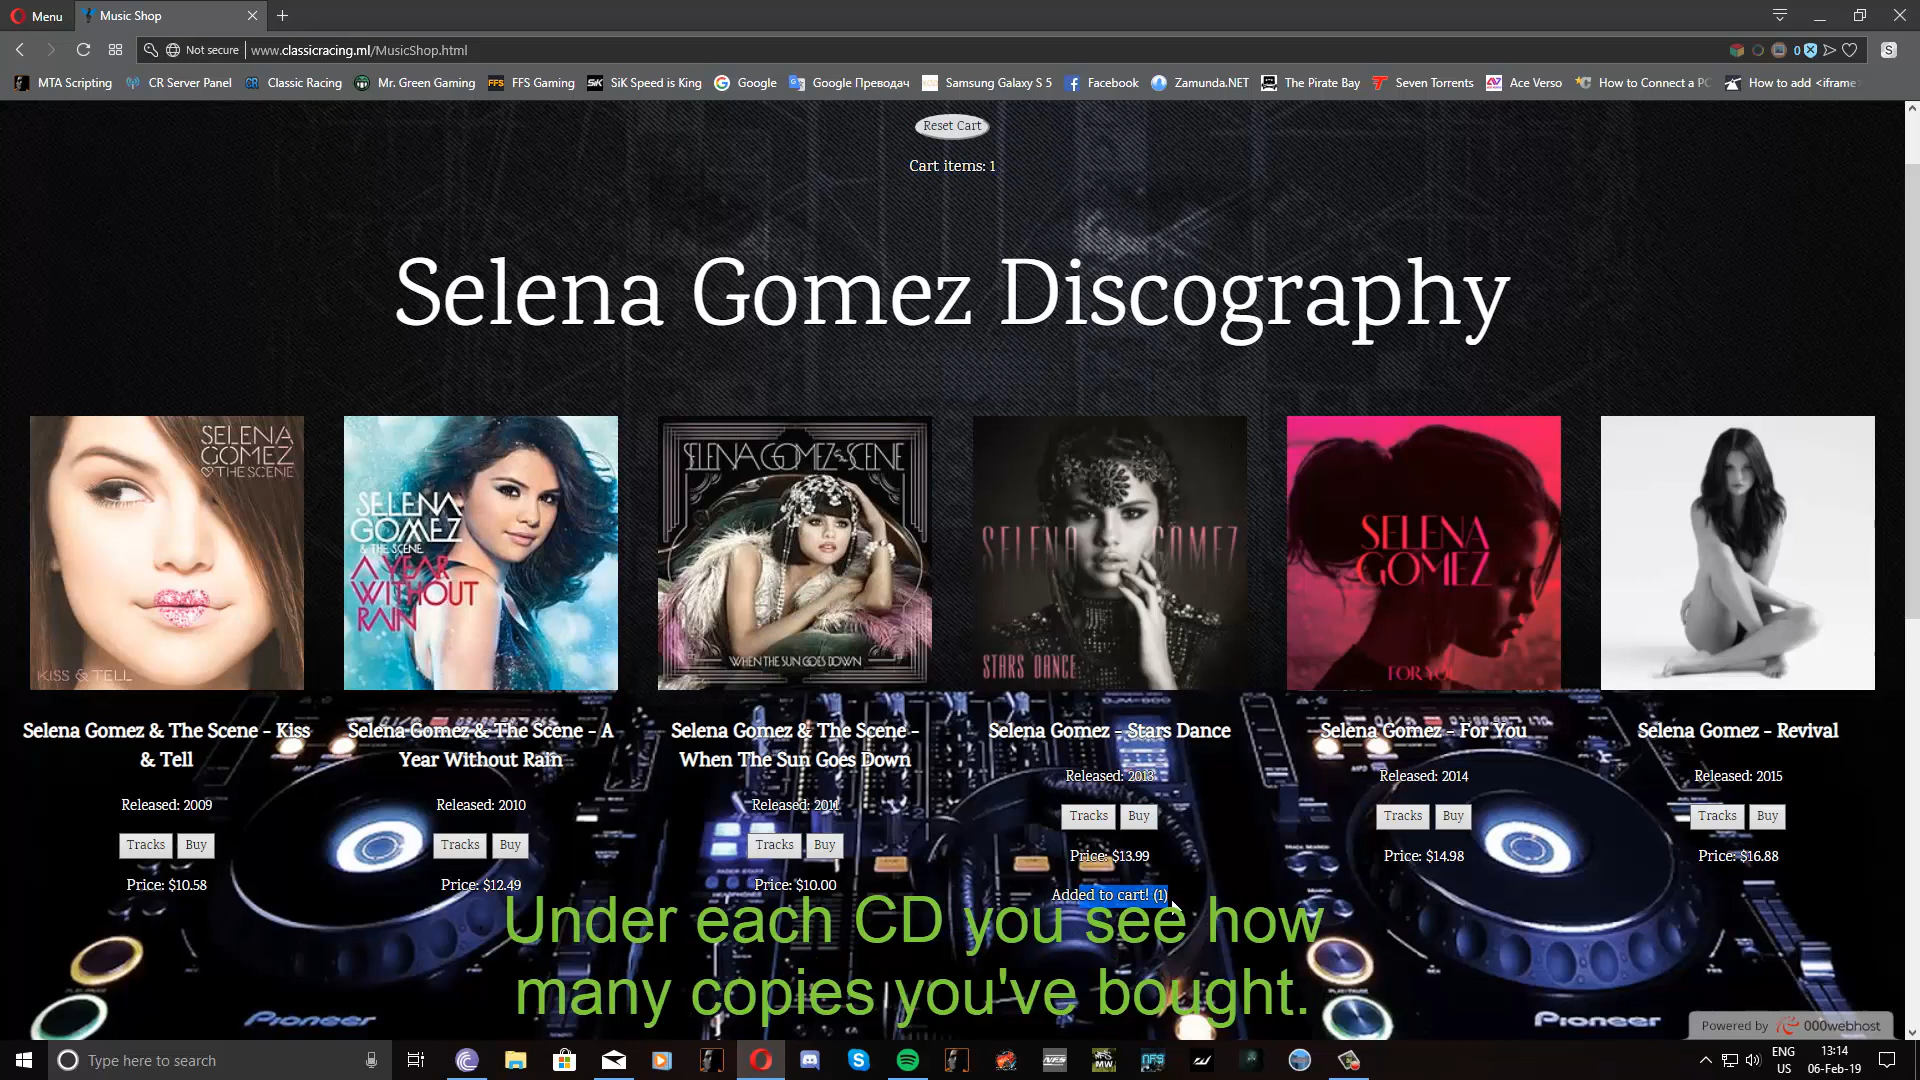 Menu
Music Shop
Not secure
www.classicracing.ml/MusicShop.html
0
S
MTA Scripting
CR Server Panel
CR
Classic Racing
Mr. Green Gaming
FFS
FFS Gaming
SiK
SiK Speed is King
Google
Google Преводач
Samsung Galaxy S 5
Facebook
Zamunda.NET
The Pirate Bay
Seven Torrents
Ace Verso
How to Connect a PC
How to add <iframe>
Reset Cart
Cart items: 1
Selena Gomez Discography
SELENA
GOMEZ
♡THE SCENE
KISS & TELL
SELENA
GOMEZ
& THE SCENE
A YEAR
WITHOUT
RAIN
SELENA GOMEZ & THE SCENE
WHEN THE SUN GOES DOWN
SELENA GOMEZ
STARS DANCE
SELENA
GOMEZ
FOR YOU
Selena Gomez & The Scene - Kiss
& Tell
Released: 2009
Tracks Buy
Price: $10.58
Selena Gomez & The Scene - A
Year Without Rain
Released: 2010
Tracks Buy
Price: $12.49
Selena Gomez & The Scene -
When The Sun Goes Down
Released: 2011
Tracks Buy
Price: $10.00
Selena Gomez - Stars Dance
Released: 2013
Tracks Buy
Price: $13.99
Added to cart! (1)
Selena Gomez - For You
Released: 2014
Tracks Buy
Price: $14.98
Selena Gomez - Revival
Released: 2015
Tracks Buy
Price: $16.88
Under each CD you see how
many copies you've bought.
Pioneer
Pioneer
Powered by 000webhost
Type here to search
ENG
US
13:14
06-Feb-19